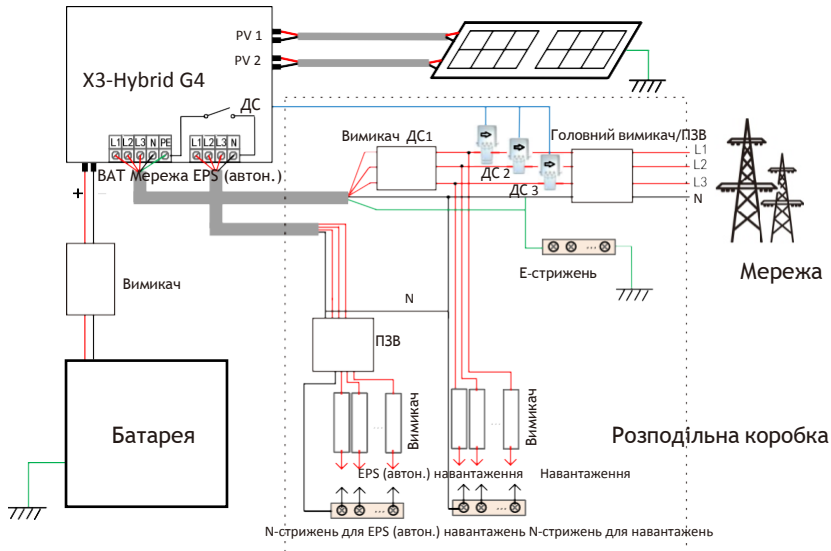 PV 1
PV 2
X3-Hybrid G4
ДС
L1 L2 L3 N PE
L1 L2 L3 N
BAT Мережа EPS (автон.)
+
–
Вимикач ДС1
ДС 2
ДС 3
Головний вимикач/ПЗВ
L1
L2
L3
N
Мережа
Е-стрижень
Вимикач
N
ПЗВ
...
Вимикач
...
Вимикач
Батарея
Розподільна коробка
EPS (автон.) навантаження Навантаження
...
...
N-стрижень для EPS (автон.) навантажень N-стрижень для навантажень
...